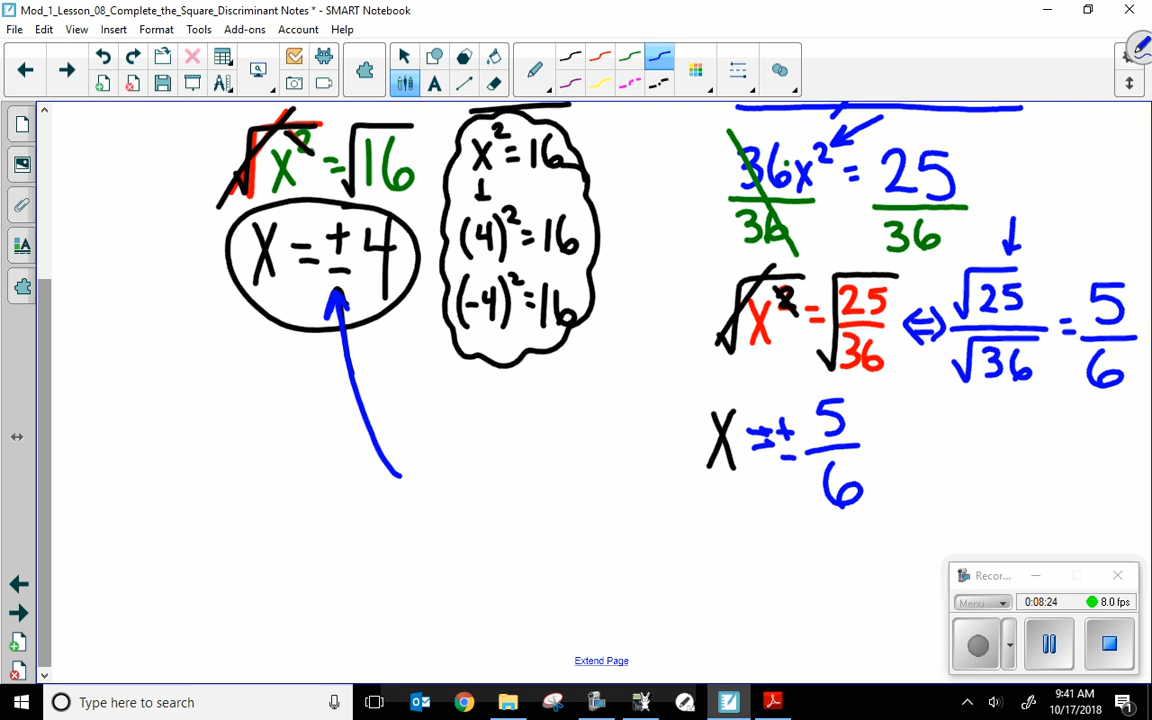 Mod_1_Lesson_08_Complete_the_Square_Discriminant Notes * - SMART Notebook
File Edit View Insert Format Tools Add-ons Account Help
√x² = √16
x = ± 4
x² = 16
↓
(4)² = 16
(-4)² = 16
36·x² = 25
36 36
√x² = √25/36 ⇔ √25/√36 = 5/6
x = ± 5/6
Extend Page
Recor...
Menu 0:08:24 8.0 fps
Type here to search
9:41 AM
10/17/2018
1